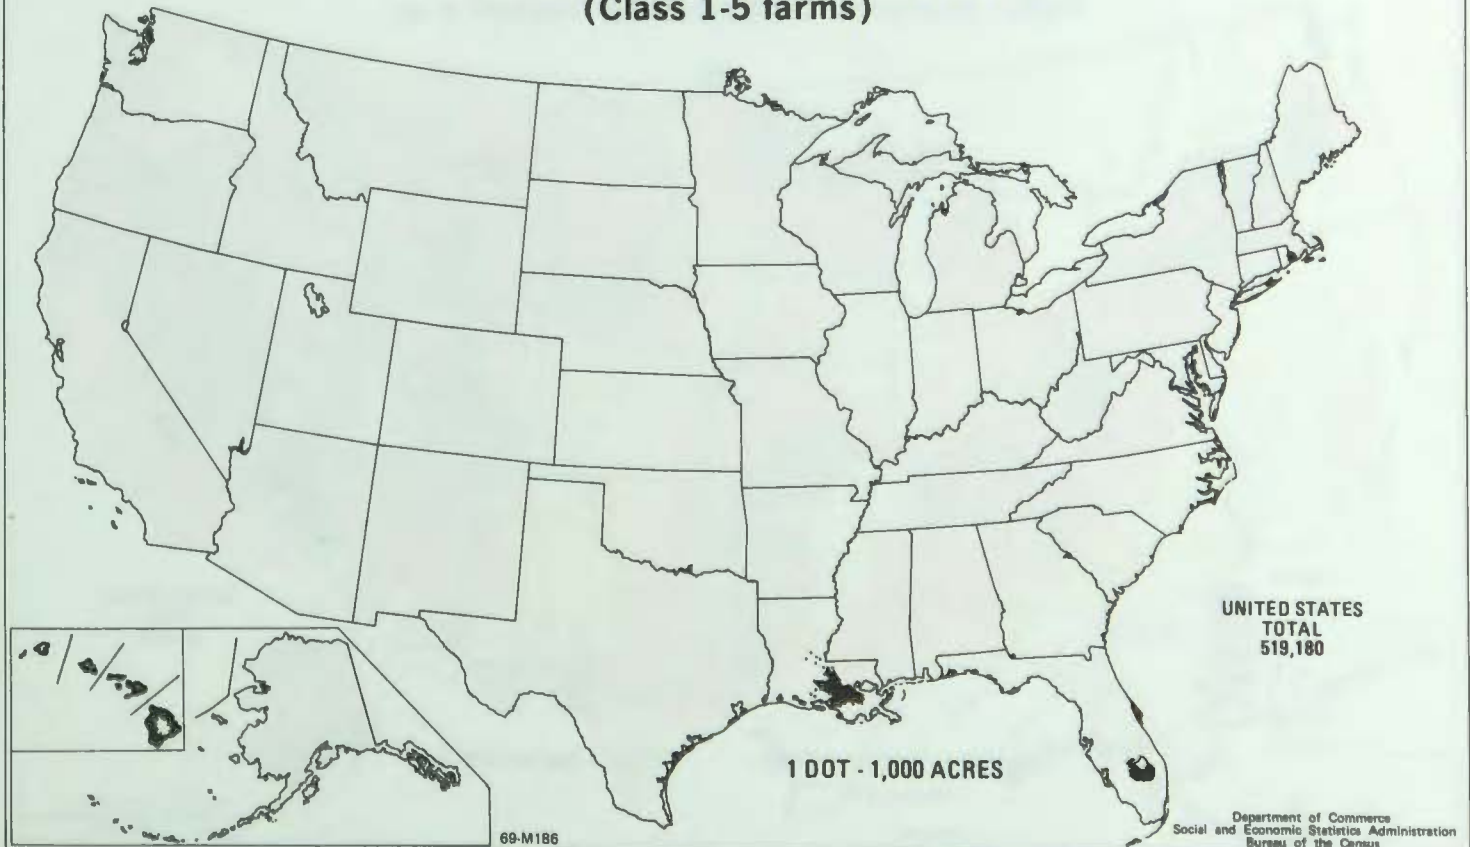 (Class 1-5 farms)
UNITED STATES
TOTAL
519,180
1 DOT - 1,000 ACRES
69-M186
Department of Commerce
Social and Economic Statistics Administration
Bureau of the Census